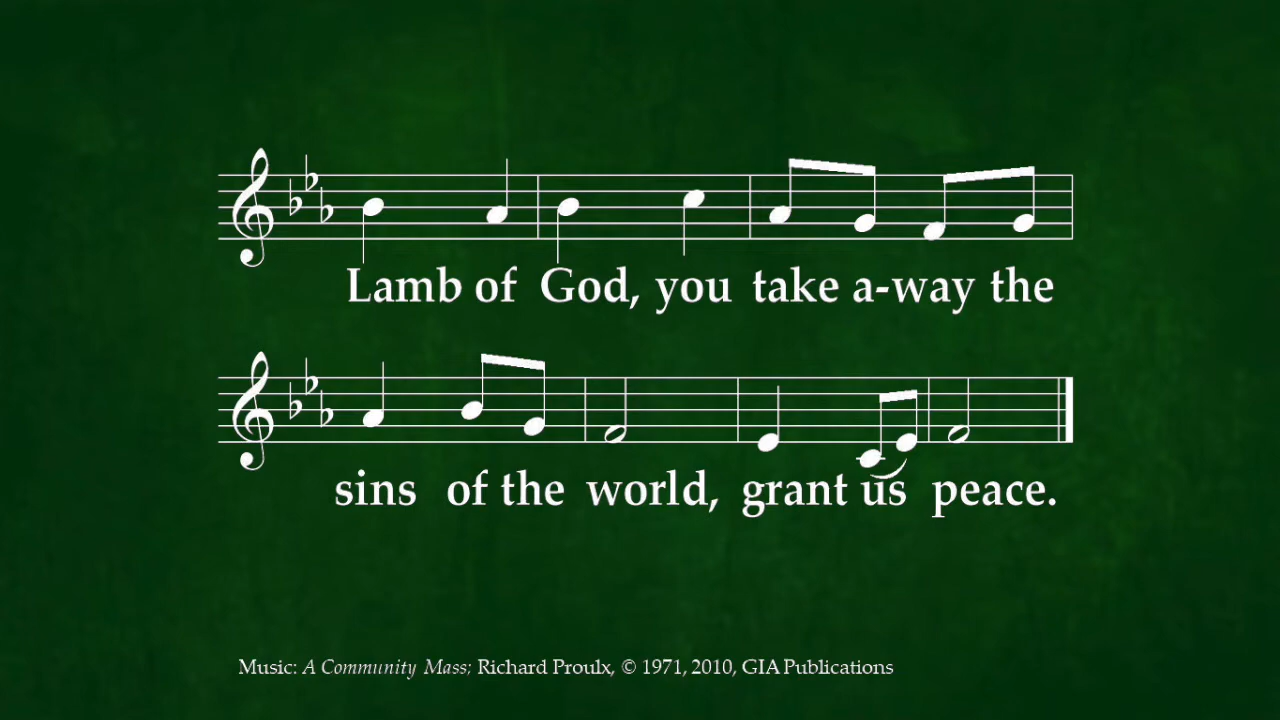 Lamb of God, you take a-way the
sins of the world, grant us peace.
Music: A Community Mass; Richard Proulx, © 1971, 2010, GIA Publications